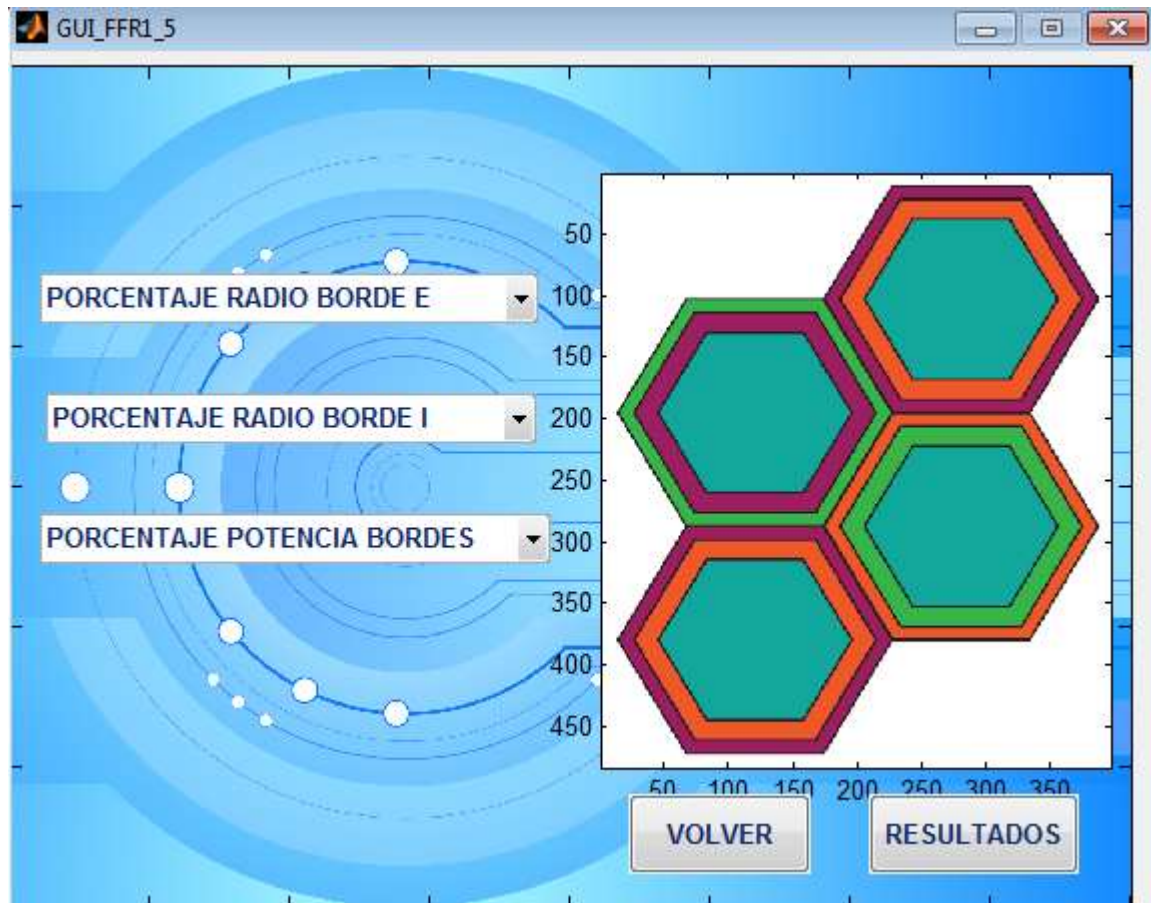 GUI_FFR1_5
PORCENTAJE RADIO BORDE E
PORCENTAJE RADIO BORDE I
PORCENTAJE POTENCIA BORDES
50
100
150
200
250
300
350
400
450
50 100 150 200 250 300 350
VOLVER RESULTADOS